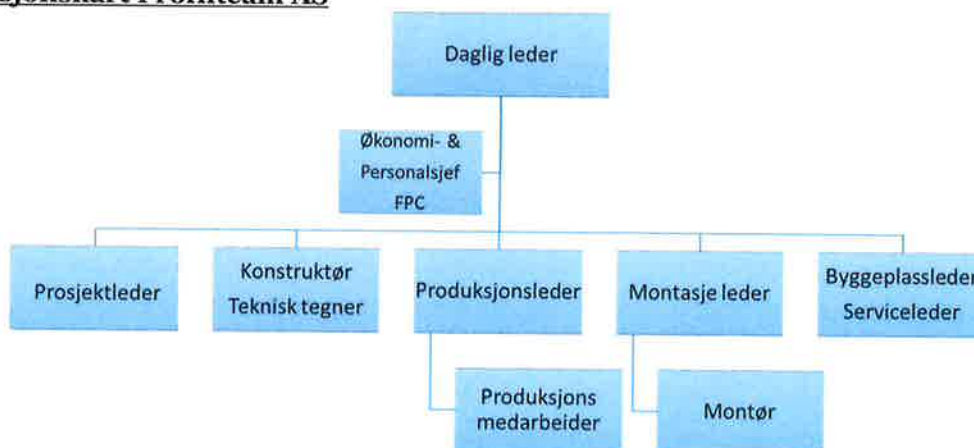 Daglig leder
Økonomi- &
Personalsjef
FPC
Prosjektleder
Konstruktør
Teknisk tegner
Produksjonsleder
Montasje leder
Byggeplassleder
Serviceleder
Produksjons
medarbeider
Montør